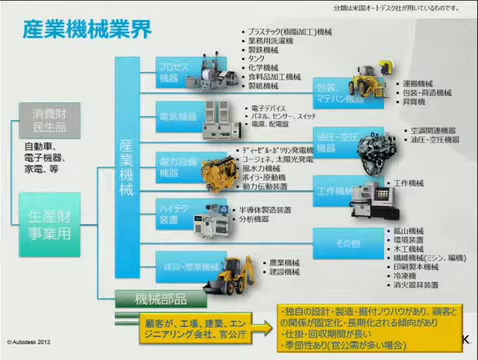 分類は米国オートデスク社が用いているものです。
産業機械業界
消費財
民生品
自動車、
電子機器、
家電、等
生産財
事業用
産業機械
機械部品
プロセス
機器
• プラスチック(樹脂加工)機械
• 業務用洗濯機
• 製鉄機械
• タンク
• 化学機械
• 食料品加工機械
• 製紙機械
電気機器
• 電子デバイス
• パネル、センサー、スイッチ
• 電源、配電盤
電力設備
機器
• ディーゼル・ガソリン発電機
• コージェネ、太陽光発電
• 風水力機械
• ボイラ・原動機
• 動力伝動装置
ハイテク
装置
• 半導体製造装置
• 分析機器
建設・農業機械
• 農業機械
• 建設機械
包装、
マテハン機器
• 運搬機械
• 包装・荷造機械
• 昇降機
油圧・空圧
機器
• 空調関連機器
• 油圧・空圧機器
工作機械
• 工作機械
その他
• 鉱山機械
• 環境装置
• 木工機械
• 繊維機械(ミシン、編機)
• 印刷製本機械
• 冷凍機
• 消火器具装置
顧客が、工場、建築、エン
ジニアリング会社、官公庁
・独自の設計・製造・据付ノウハウがあり、顧客と
の関係が固定化・長期化される傾向があり
・仕掛・回収期間が長い
・季節性あり(官公需が多い場合)
© Autodesk 2013
K.